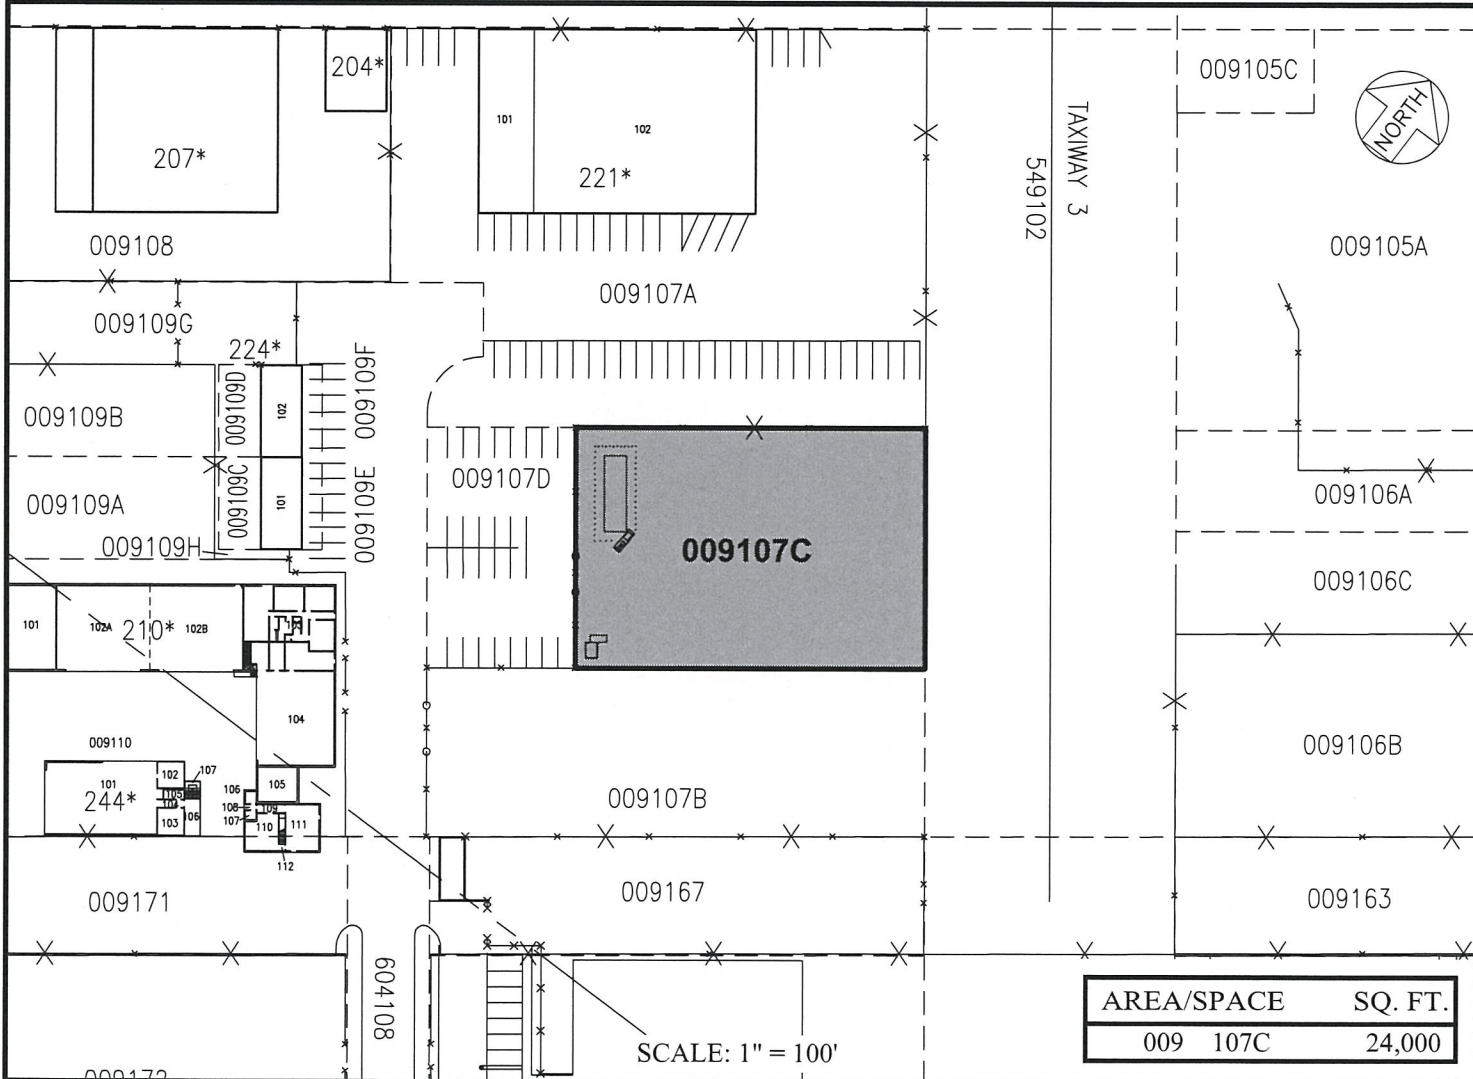 204*
009105C
NORTH
101
102
207*
221*
TAXIWAY 3
549102
009108
009105A
009107A
009109G
224*
009109F
009109D
102
009109B
009107D
009109C
101
009109E
009109A
009106A
009109H
009107C
009106C
101
102A
210*
102B
103
104
009110
009106B
102
107
101
105
106
105
244*
104
103
106
108
109
107
110
111
112
009107B
009171
009167
009163
604108
AREA/SPACE SQ. FT.
009 107C 24,000
SCALE: 1" = 100'
009172